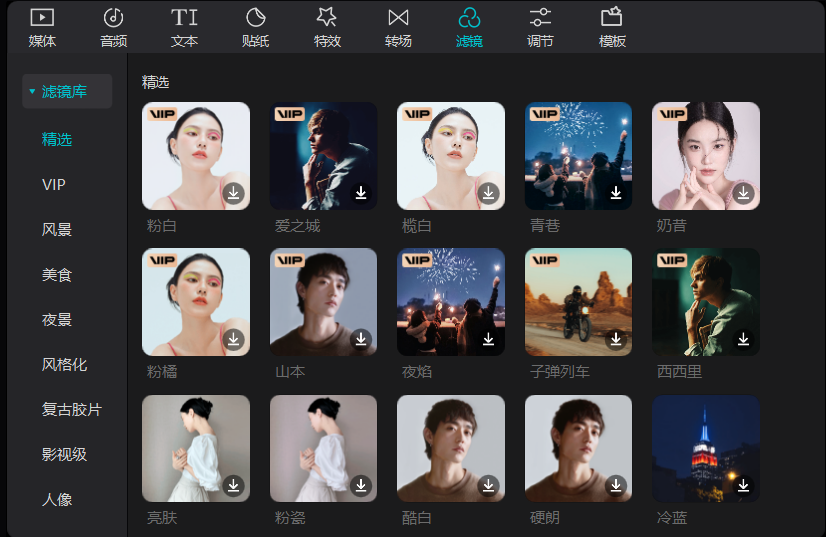 媒体 音频 文本 贴纸 特效 转场 滤镜 调节 模板
滤镜库
精选
VIP
风景
美食
夜景
风格化
复古胶片
影视级
人像
精选
VIP VIP VIP VIP VIP
粉白 爱之城 榄白 青巷 奶昔
VIP VIP VIP VIP VIP
粉橘 山本 夜焰 子弹列车 西西里
亮肤 粉瓷 酷白 硬朗 冷蓝